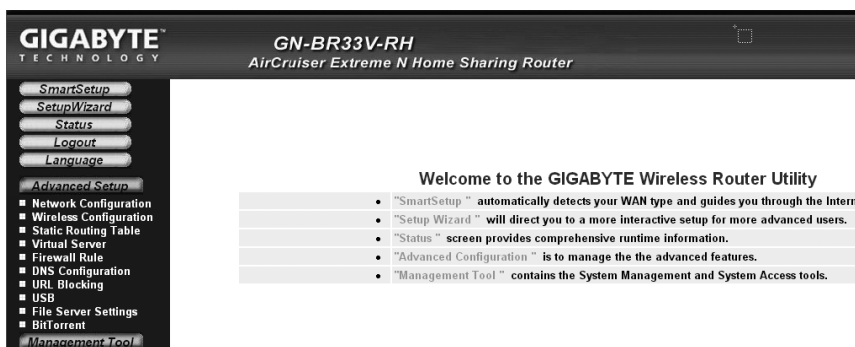 GIGABYTE™
TECHNOLOGY
GN-BR33V-RH
AirCruiser Extreme N Home Sharing Router
SmartSetup
SetupWizard
Status
Logout
Language
Advanced Setup
Network Configuration
Wireless Configuration
Static Routing Table
Virtual Server
Firewall Rule
DNS Configuration
URL Blocking
USB
File Server Settings
BitTorrent
Management Tool
Welcome to the GIGABYTE Wireless Router Utility
• "SmartSetup " automatically detects your WAN type and guides you through the
• "Setup Wizard " will direct you to a more interactive setup for more advanced users.
• "Status " screen provides comprehensive runtime information.
• "Advanced Configuration " is to manage the the advanced features.
• "Management Tool " contains the System Management and System Access tools.